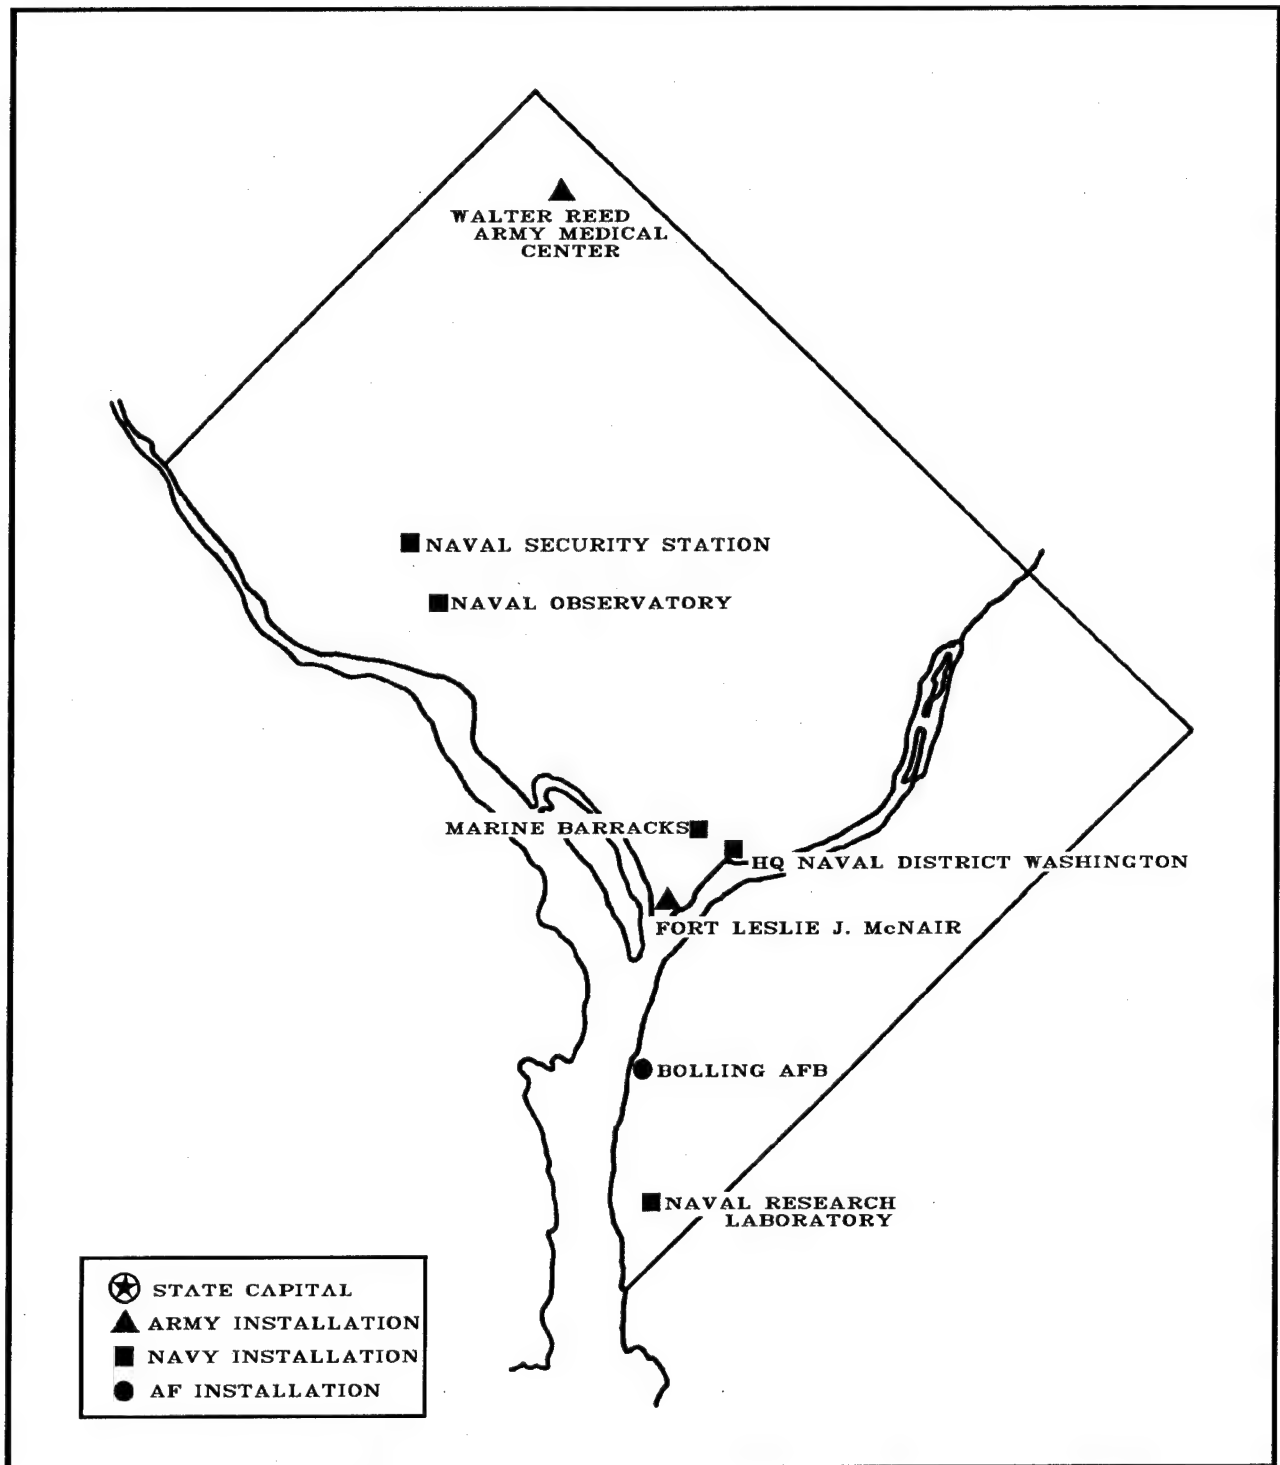 WALTER REED
ARMY MEDICAL
CENTER
NAVAL SECURITY STATION
NAVAL OBSERVATORY
MARINE BARRACKS
HQ NAVAL DISTRICT WASHINGTON
FORT LESLIE J. McNAIR
BOLLING AFB
NAVAL RESEARCH
LABORATORY
STATE CAPITAL
ARMY INSTALLATION
NAVY INSTALLATION
AF INSTALLATION